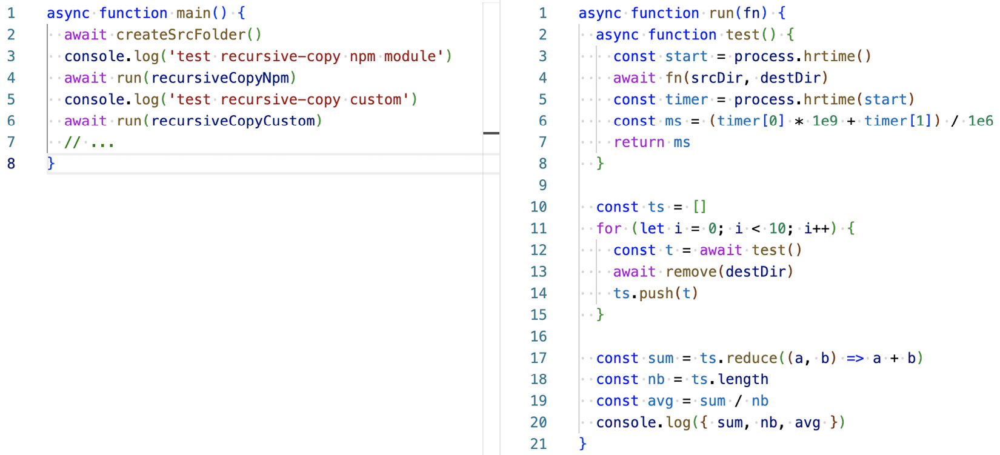 1 async function main() {
2 await createSrcFolder()
3 console.log('test recursive-copy npm module')
4 await run(recursiveCopyNpm)
5 console.log('test recursive-copy custom')
6 await run(recursiveCopyCustom)
7 // ...
8 }
1 async function run(fn) {
2 async function test() {
3 const start = process.hrtime()
4 await fn(srcDir, destDir)
5 const timer = process.hrtime(start)
6 const ms = (timer[0] * 1e9 + timer[1]) / 1e6
7 return ms
8 }
9
10 const ts = []
11 for (let i = 0; i < 10; i++) {
12 const t = await test()
13 await remove(destDir)
14 ts.push(t)
15 }
16
17 const sum = ts.reduce((a, b) => a + b)
18 const nb = ts.length
19 const avg = sum / nb
20 console.log({ sum, nb, avg })
21 }